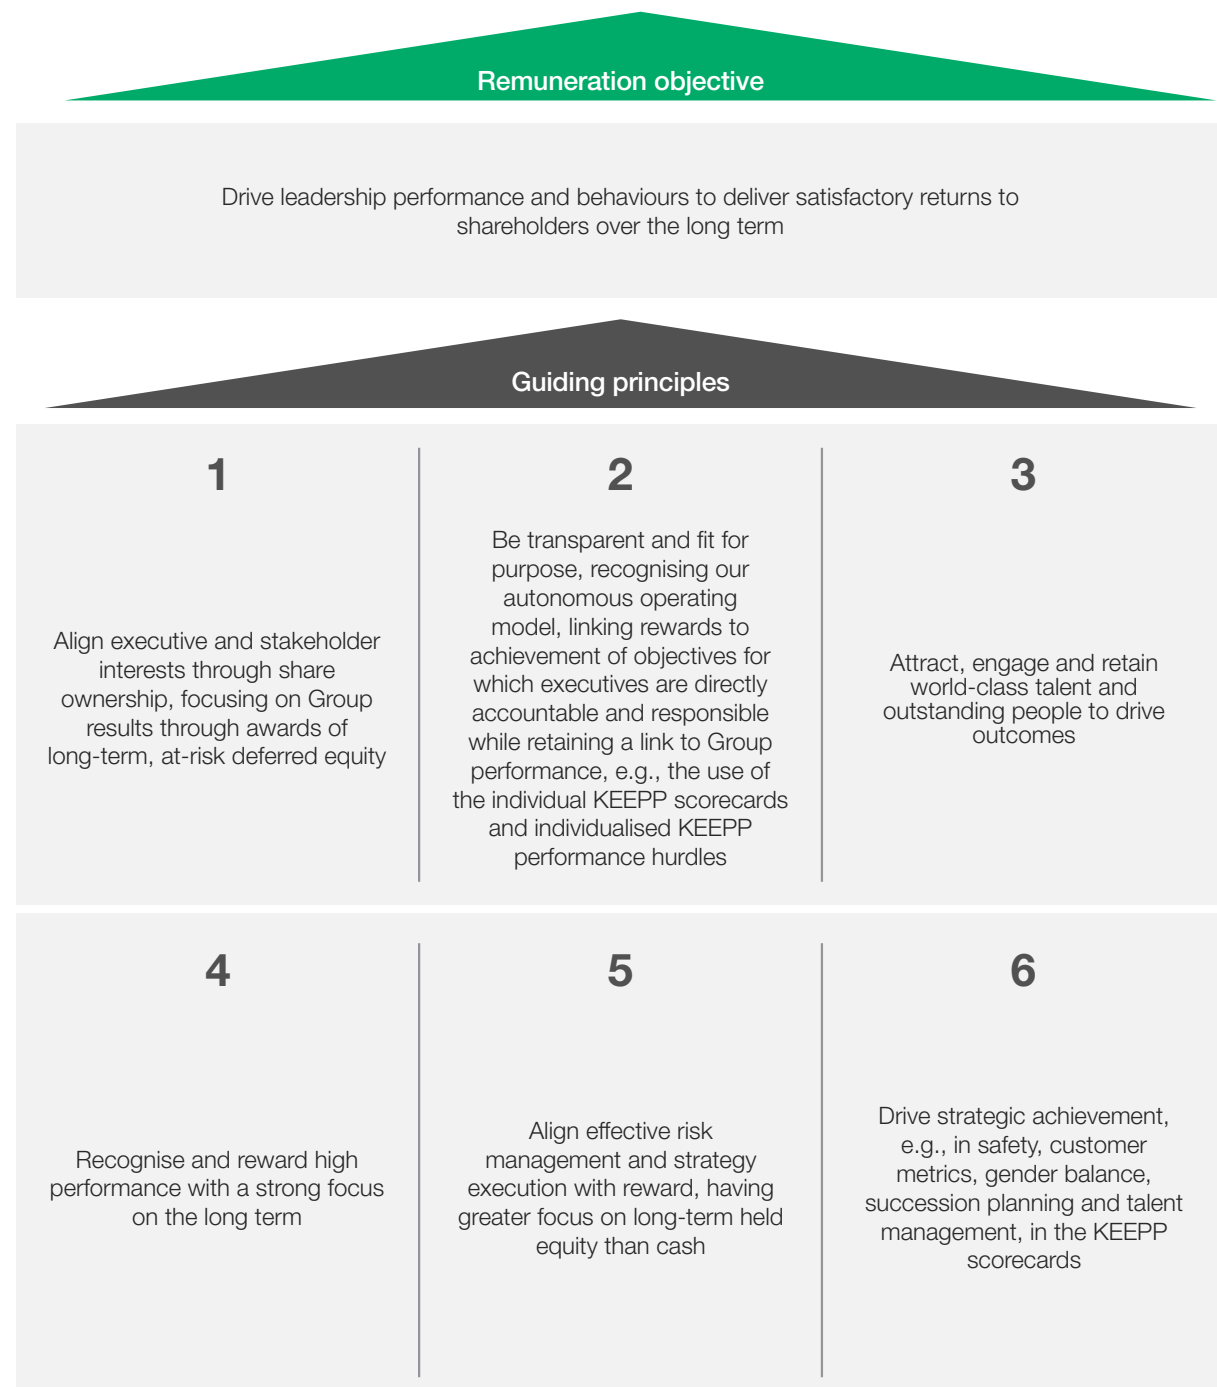 Remuneration objective
Drive leadership performance and behaviours to deliver satisfactory returns to
shareholders over the long term
Guiding principles
1
Align executive and stakeholder
interests through share
ownership, focusing on Group
results through awards of
long-term, at-risk deferred equity
2
Be transparent and fit for
purpose, recognising our
autonomous operating
model, linking rewards to
achievement of objectives for
which executives are directly
accountable and responsible
while retaining a link to Group
performance, e.g., the use of
the individual KEEPP scorecards
and individualised KEEPP
performance hurdles
3
Attract, engage and retain
world-class talent and
outstanding people to drive
outcomes
4
Recognise and reward high
performance with a strong focus
on the long term
5
Align effective risk
management and strategy
execution with reward, having
greater focus on long-term held
equity than cash
6
Drive strategic achievement,
e.g., in safety, customer
metrics, gender balance,
succession planning and talent
management, in the KEEPP
scorecards